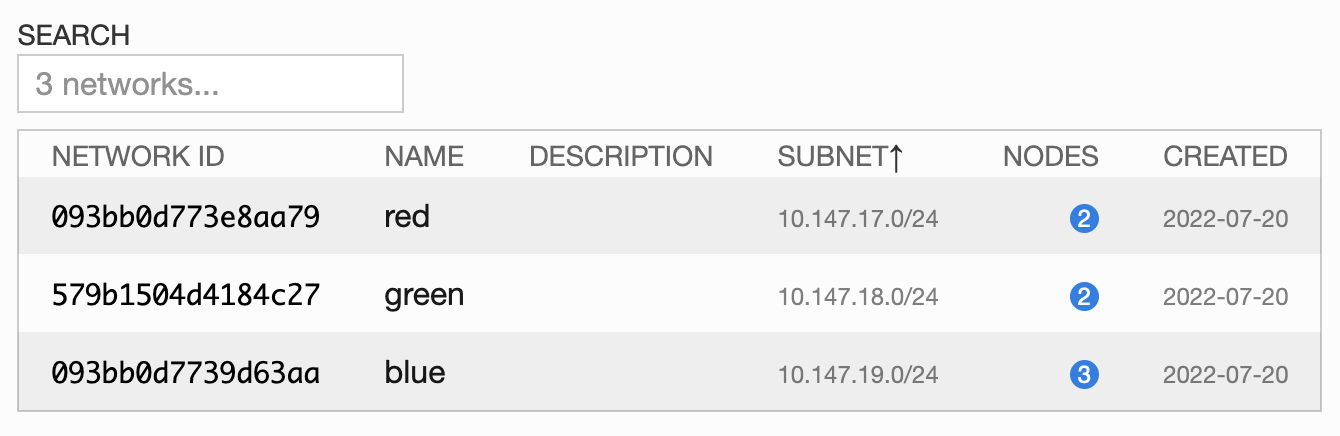 SEARCH
3 networks...
NETWORK ID NAME DESCRIPTION SUBNET↑ NODES CREATED
093bb0d773e8aa79 red 10.147.17.0/24 2 2022-07-20
579b1504d4184c27 green 10.147.18.0/24 2 2022-07-20
093bb0d7739d63aa blue 10.147.19.0/24 3 2022-07-20